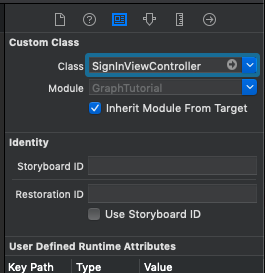 Custom Class
Class SignInViewController
Module GraphTutorial
Inherit Module From Target
Identity
Storyboard ID
Restoration ID
Use Storyboard ID
User Defined Runtime Attributes
Key Path Type Value